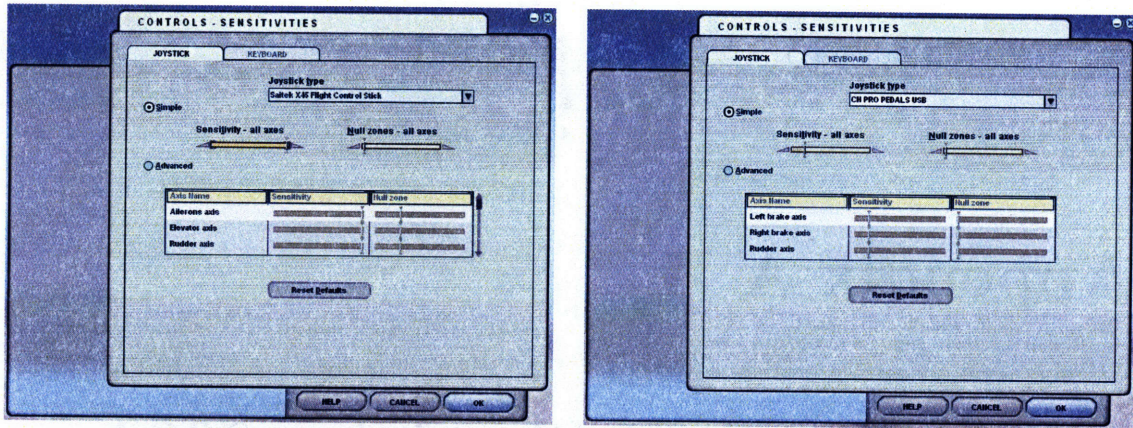 CONTROLS - SENSITIVITIES
JOYSTICK KEYBOARD
Joystick type
Saitek X45 Flight Control Stick
Simple
Sensitivity - all axes Null zones - all axes
Advanced
Axis Name Sensitivity Null zone
Ailerons axis
Elevator axis
Rudder axis
Reset Defaults
HELP CANCEL OK
CONTROLS - SENSITIVITIES
JOYSTICK KEYBOARD
Joystick type
CH PRO PEDALS USB
Simple
Sensitivity - all axes Null zones - all axes
Advanced
Axis Name Sensitivity Null zone
Left brake axis
Right brake axis
Rudder axis
Reset Defaults
HELP CANCEL OK